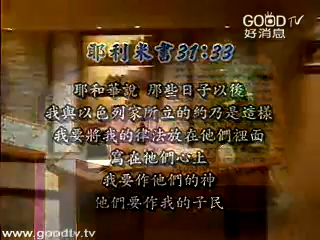 GOOD TV
好消息
耶利米書31:33
耶和華說 那些日子以後
我與以色列家所立的約乃是這樣
我要將我的律法放在他們裡面
寫在他們心上
我要作他們的神
他們要作我的子民
www.goodtv.tv